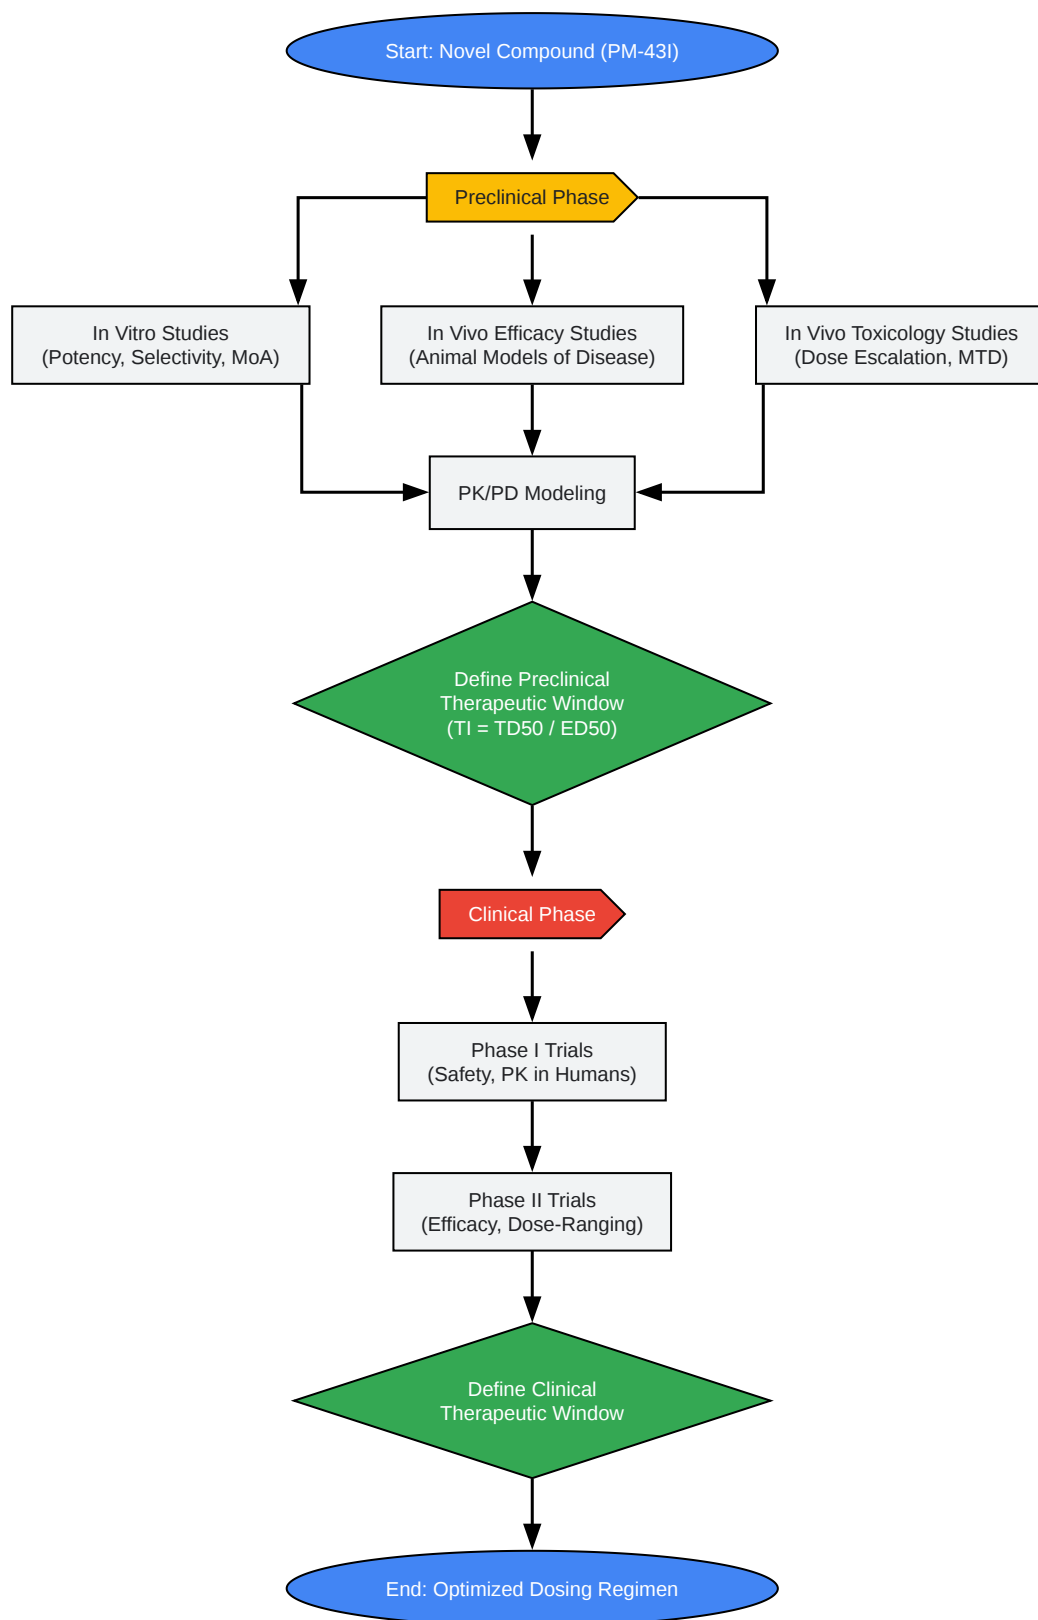 Start: Novel Compound (PM-43I)
Preclinical Phase
In Vitro Studies
(Potency, Selectivity, MoA)
In Vivo Efficacy Studies
(Animal Models of Disease)
In Vivo Toxicology Studies
(Dose Escalation, MTD)
PK/PD Modeling
Define Preclinical
Therapeutic Window
(TI = TD50 / ED50)
Clinical Phase
Phase I Trials
(Safety, PK in Humans)
Phase II Trials
(Efficacy, Dose-Ranging)
Define Clinical
Therapeutic Window
End: Optimized Dosing Regimen